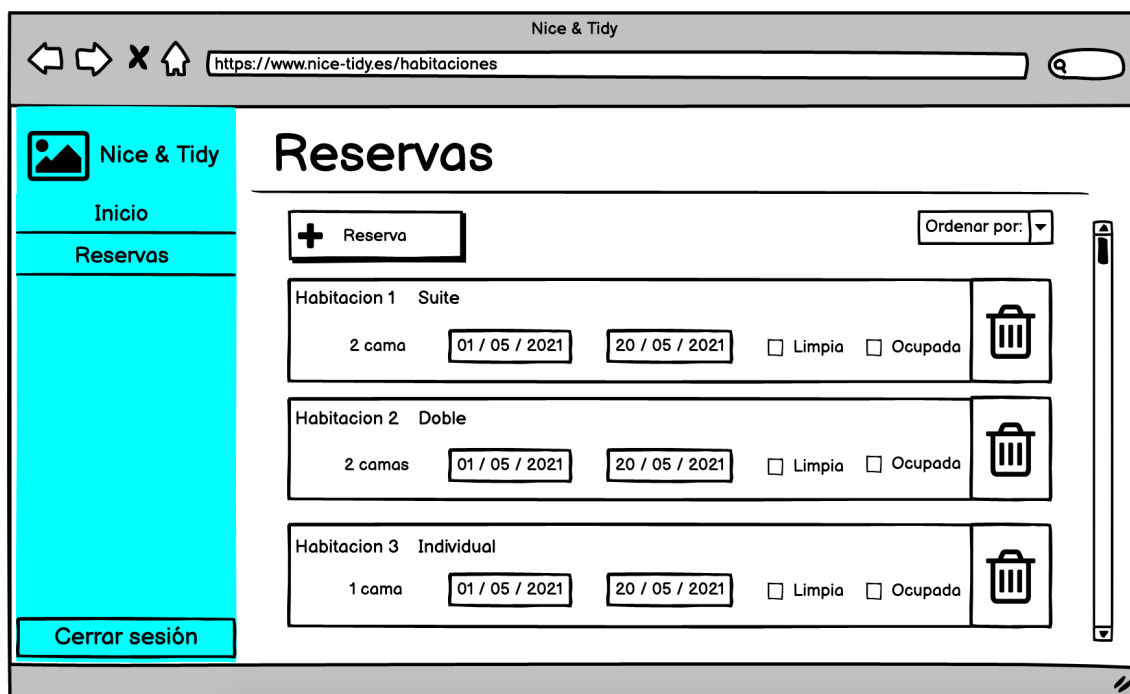 Nice & Tidy
https://www.nice-tidy.es/habitaciones
Nice & Tidy
Inicio
Reservas
Cerrar sesión
Reservas
Reserva
Ordenar por:
Habitacion 1 Suite
2 cama 01 / 05 / 2021 20 / 05 / 2021 Limpia Ocupada
Habitacion 2 Doble
2 camas 01 / 05 / 2021 20 / 05 / 2021 Limpia Ocupada
Habitacion 3 Individual
1 cama 01 / 05 / 2021 20 / 05 / 2021 Limpia Ocupada